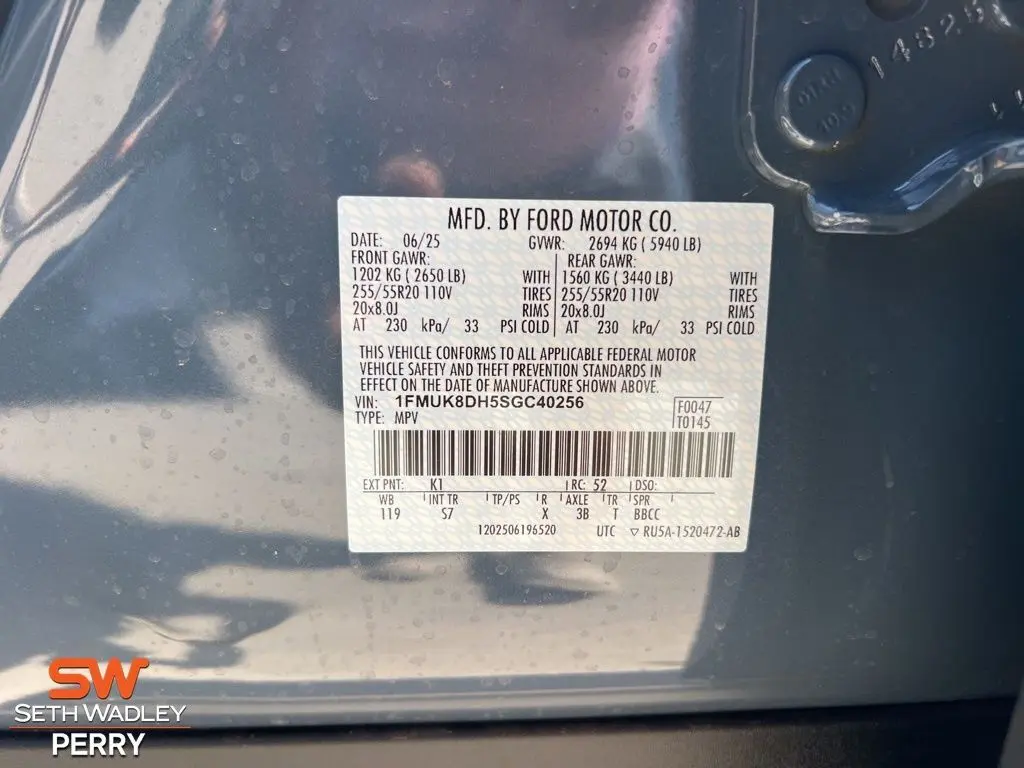 MFD. BY FORD MOTOR CO.
DATE: 06/25 GVWR: 2694 KG ( 5940 LB)
FRONT GAWR: REAR GAWR:
1202 KG ( 2650 LB) WITH 1560 KG ( 3440 LB) WITH
255/55R20 110V TIRES 255/55R20 110V TIRES
20x8.0J RIMS 20x8.0J RIMS
AT 230 kPa/ 33 PSI COLD AT 230 kPa/ 33 PSI COLD
THIS VEHICLE CONFORMS TO ALL APPLICABLE FEDERAL MOTOR
VEHICLE SAFETY AND THEFT PREVENTION STANDARDS IN
EFFECT ON THE DATE OF MANUFACTURE SHOWN ABOVE.
VIN: 1FMUK8DH5SGC40256 F0047
TYPE: MPV T0145
EXT PNT: K1 RC: 52 DSO:
WB INT TR TP/PS R AXLE TR SPR
119 S7 X 3B T BBCC
1202506196520 UTC ▽ RU5A-1520472-AB
SW
SETH WADLEY
PERRY